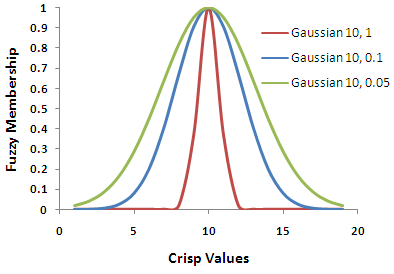 1
0.9
0.8
0.7
0.6
0.5
0.4
0.3
0.2
0.1
0
Fuzzy Membership
Gaussian 10, 1
Gaussian 10, 0.1
Gaussian 10, 0.05
0 5 10 15 20
Crisp Values